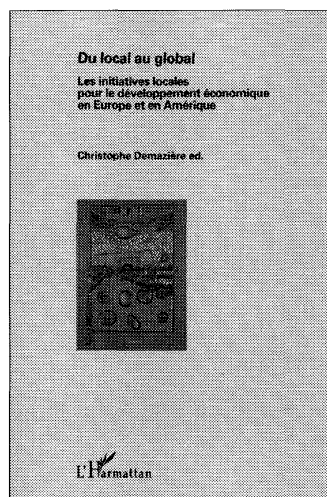 Du local au global
Les initiatives locales
pour le développement économique
en Europe et en Amérique
Christophe Demazière ed.
L'Harmattan